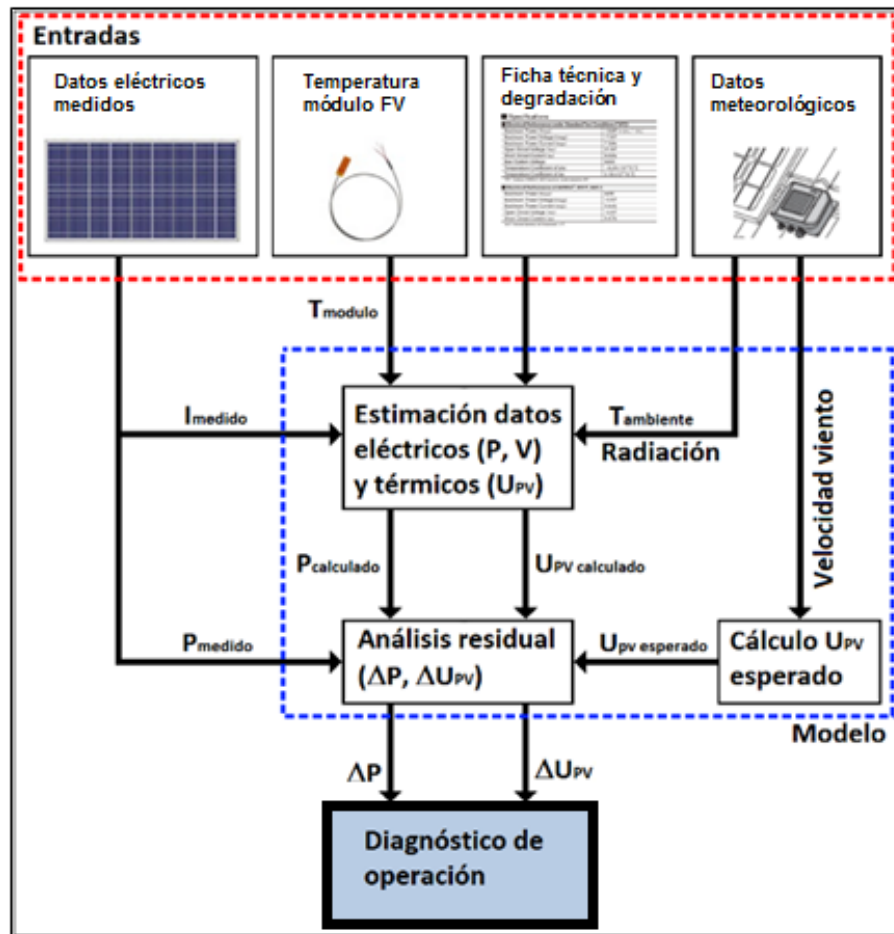 Entradas
Datos eléctricos
medidos
Temperatura
módulo FV
Ficha técnica y
degradación
Datos
meteorológicos
Tmodulo
Imedido
Estimación datos
eléctricos (P, V)
y térmicos (UPV)
Tambiente
Radiación
Velocidad viento
Pcalculado
UPV calculado
Pmedido
Análisis residual
(ΔP, ΔUPV)
Upv esperado
Cálculo UPV
esperado
Modelo
ΔP
ΔUPV
Diagnóstico de
operación